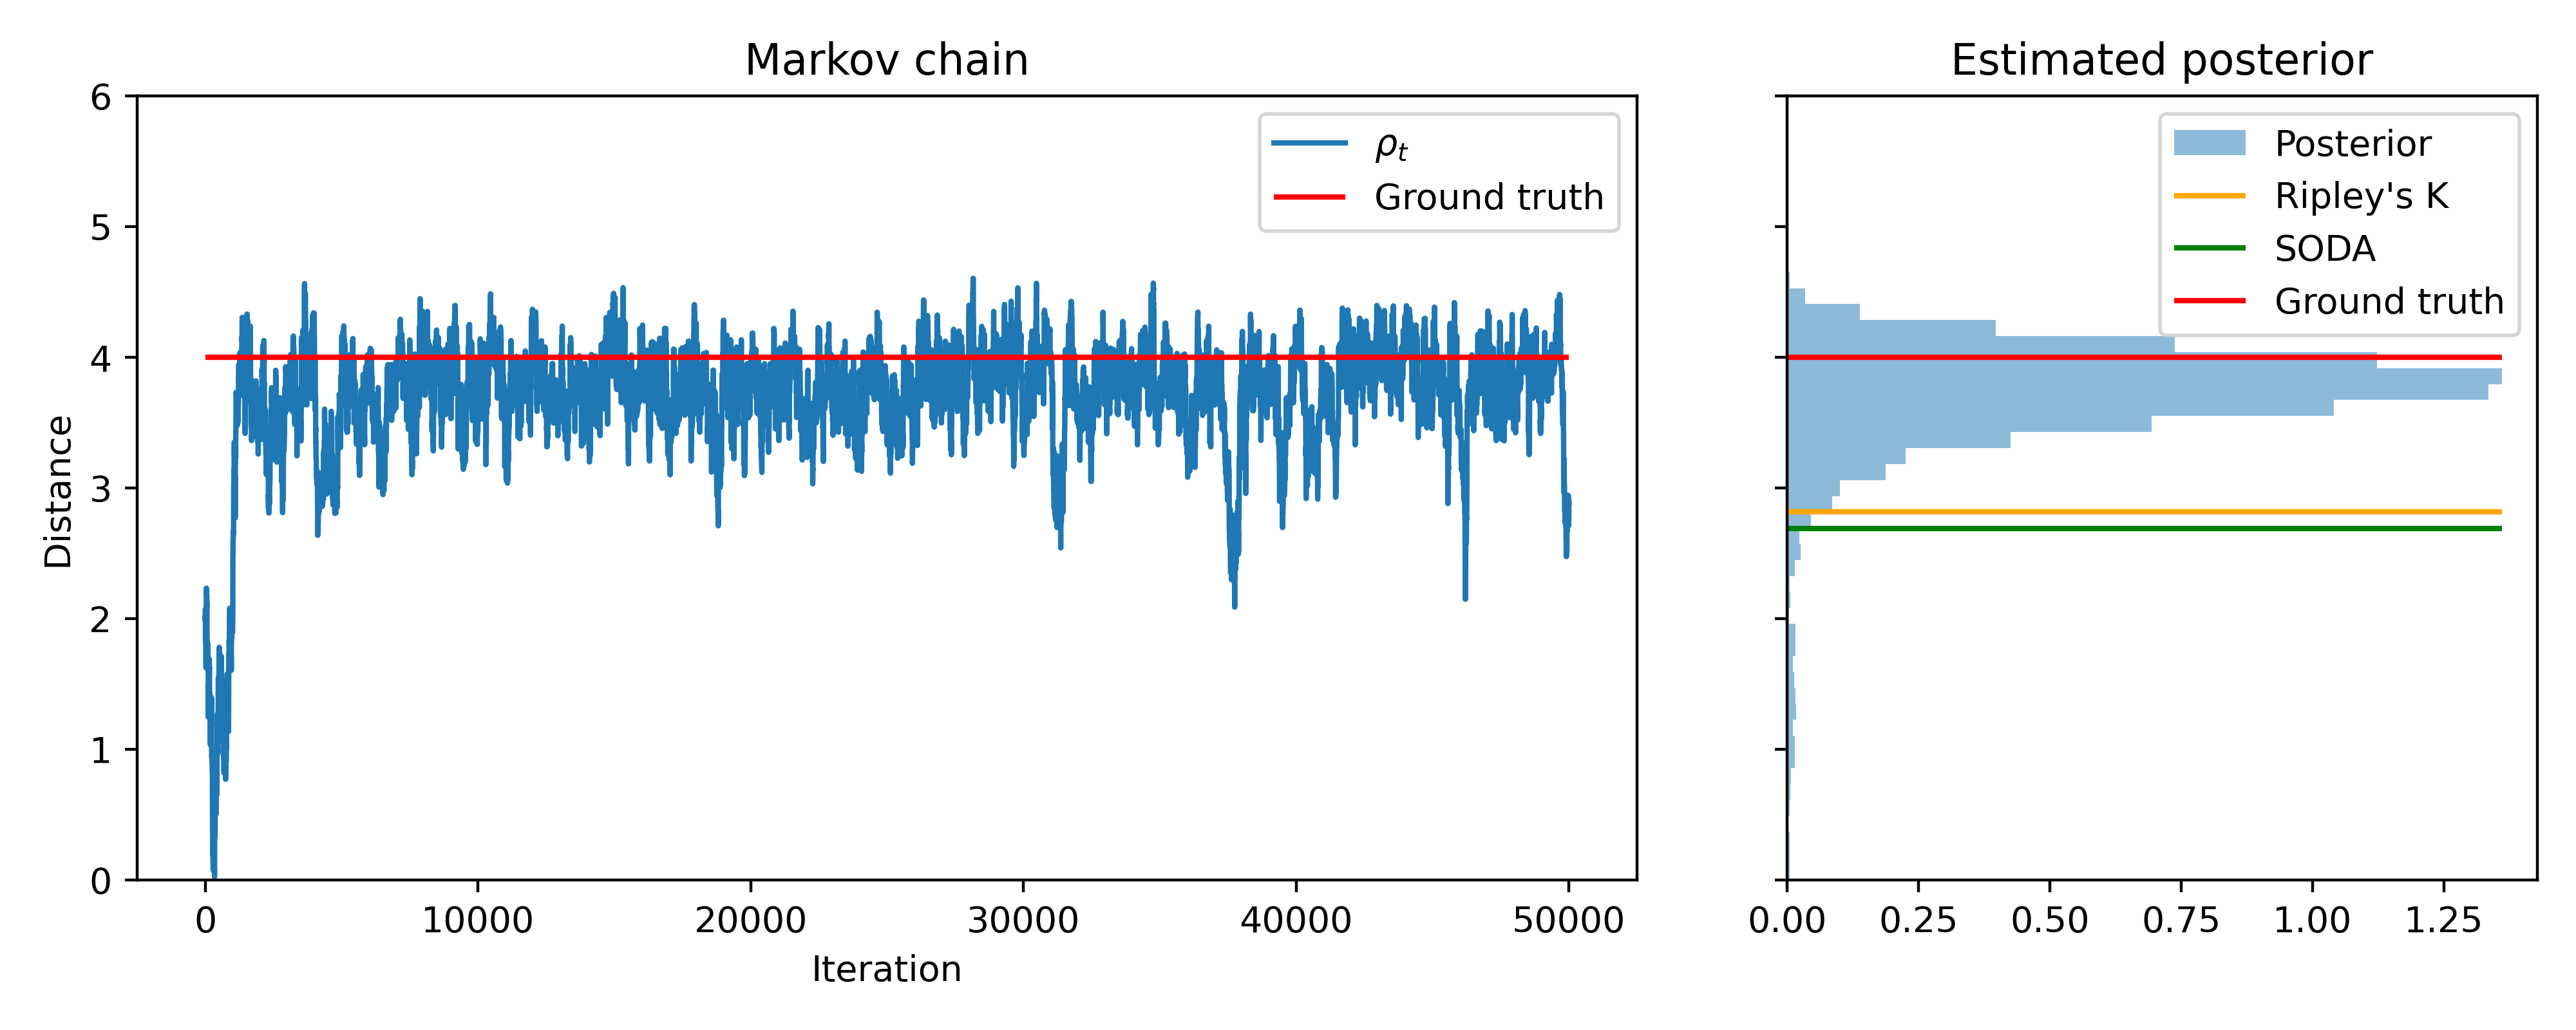 Markov chain
Distance
6
5
4
3
2
1
0
ρt
Ground truth
0
10000
20000
30000
40000
50000
Iteration
Estimated posterior
Posterior
Ripley's K
SODA
Ground truth
0.00
0.25
0.50
0.75
1.00
1.25